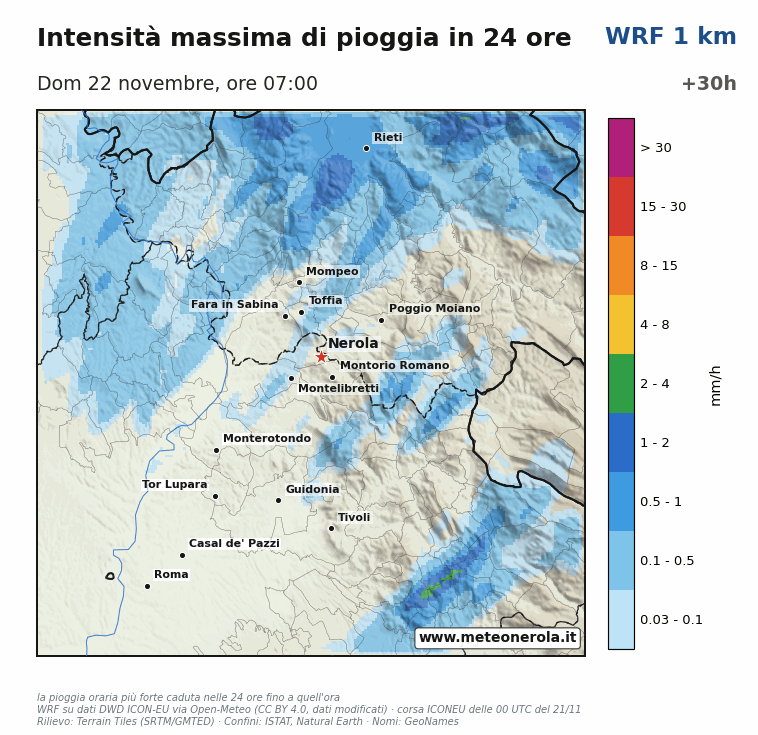 Intensità massima di pioggia in 24 ore
WRF 1 km
Dom 22 novembre, ore 07:00
+30h
Rieti
Mompeo
Fara in Sabina
Toffia
Poggio Moiano
Nerola
Montorio Romano
Montelibretti
Monterotondo
Tor Lupara
Guidonia
Tivoli
Casal de' Pazzi
Roma
www.meteonerola.it
> 30
15 - 30
8 - 15
4 - 8
2 - 4
1 - 2
0.5 - 1
0.1 - 0.5
0.03 - 0.1
mm/h
la pioggia oraria più forte caduta nelle 24 ore fino a quell'ora
WRF su dati DWD ICON-EU via Open-Meteo (CC BY 4.0, dati modificati) · corsa ICONEU delle 00 UTC del 21/11
Rilievo: Terrain Tiles (SRTM/GMTED) · Confini: ISTAT, Natural Earth · Nomi: GeoNames